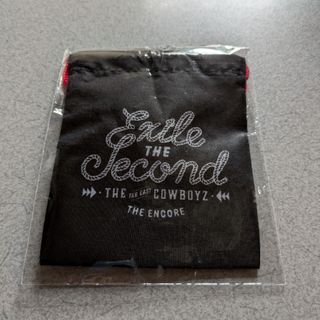 Exile
THE
Second
THE FAR EAST COWBOYZ
THE ENCORE